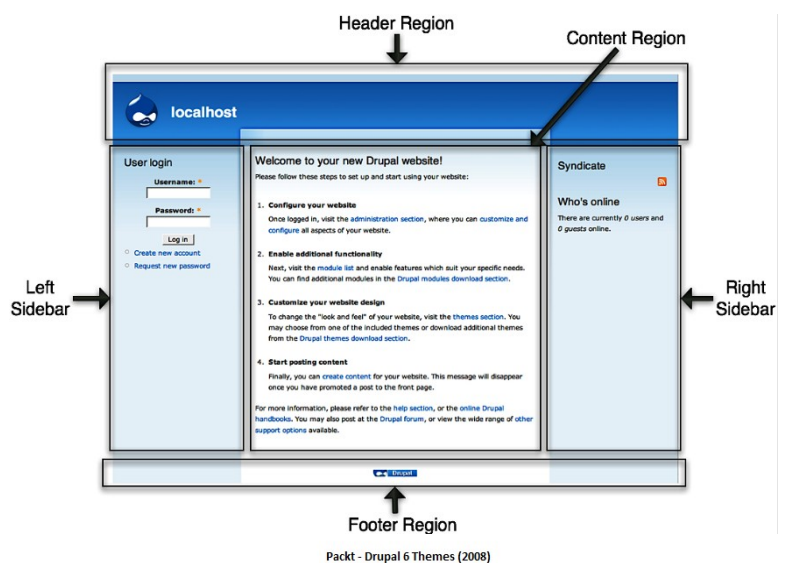 Header Region
Content Region
localhost
User login
Username: *
Password: *
Log in
Create new account
Request new password
Welcome to your new Drupal website!
Please follow these steps to set up and start using your website:
1. Configure your website
Once logged in, visit the administration section, where you can customize and
configure all aspects of your website.
2. Enable additional functionality
Next, visit the module list and enable features which suit your specific needs.
You can find additional modules in the Drupal modules download section.
3. Customize your website design
To change the "look and feel" of your website, visit the themes section. You
may choose from one of the included themes or download additional themes
from the Drupal themes download section.
4. Start posting content
Finally, you can create content for your website. This message will disappear
once you have promoted a post to the front page.
For more information, please refer to the help section, or the online Drupal
handbooks. You may also post at the Drupal forum, or view the wide range of other
support options available.
Syndicate
Who's online
There are currently 0 users and
0 guests online.
Left
Sidebar
Right
Sidebar
Drupal
Footer Region
Packt - Drupal 6 Themes (2008)